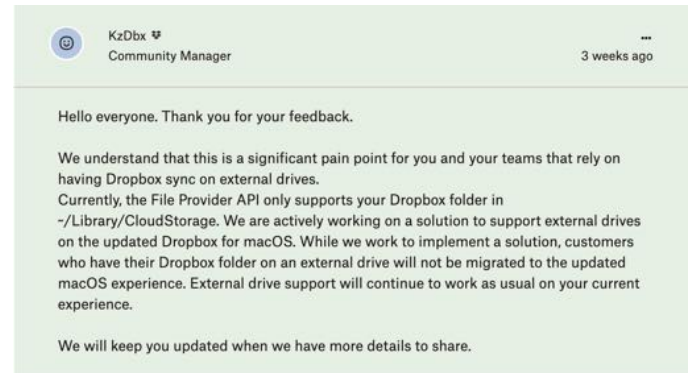 KzDbx
Community Manager
3 weeks ago
Hello everyone. Thank you for your feedback.
We understand that this is a significant pain point for you and your teams that rely on
having Dropbox sync on external drives.
Currently, the File Provider API only supports your Dropbox folder in
~/Library/CloudStorage. We are actively working on a solution to support external drives
on the updated Dropbox for macOS. While we work to implement a solution, customers
who have their Dropbox folder on an external drive will not be migrated to the updated
macOS experience. External drive support will continue to work as usual on your current
experience.
We will keep you updated when we have more details to share.